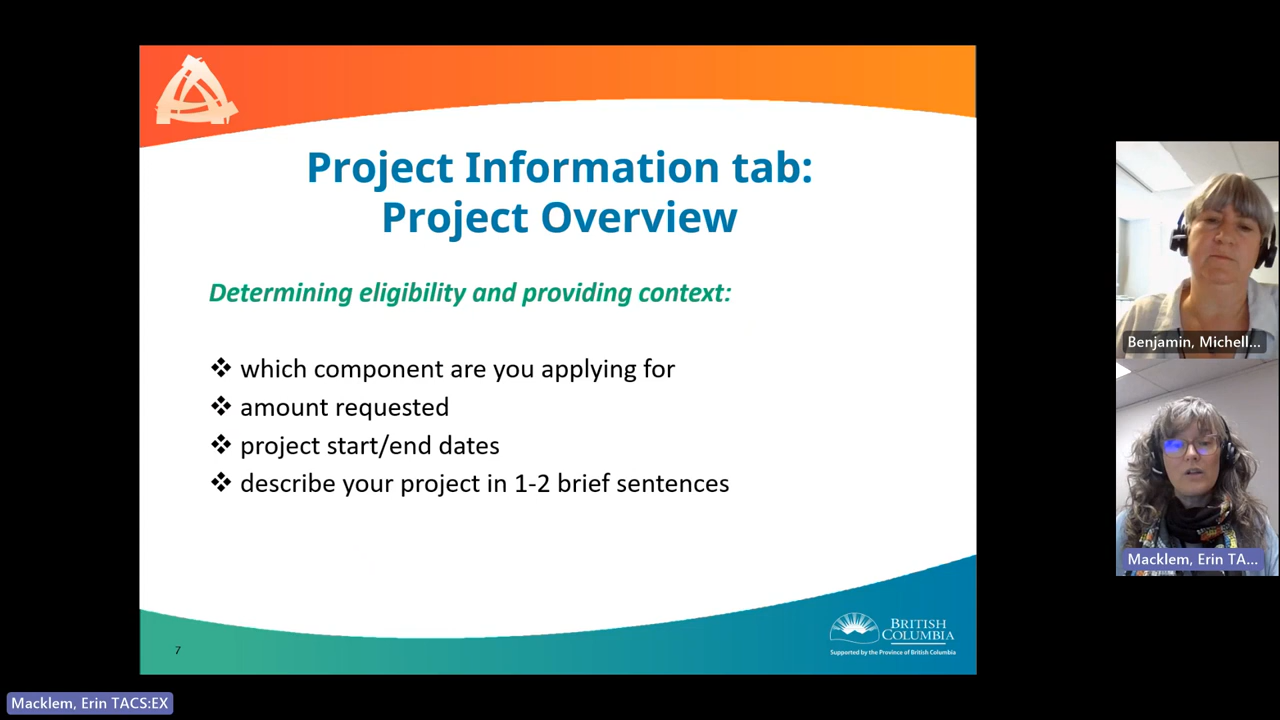 Project Information tab:
Project Overview
Determining eligibility and providing context:
❖ which component are you applying for
❖ amount requested
❖ project start/end dates
❖ describe your project in 1-2 brief sentences
7
BRITISH
COLUMBIA
Supported by the Province of British Columbia
Benjamin, Michell...
Macklem, Erin TA...
Macklem, Erin TACS:EX